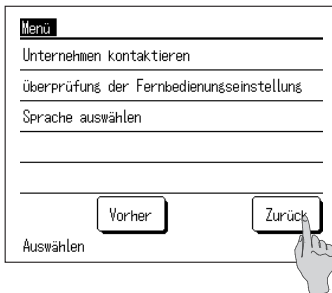 Menü
Unternehmen kontaktieren
überprüfung der Fernbedienungseinstellung
Sprache auswählen
Vorher Zurück
Auswählen